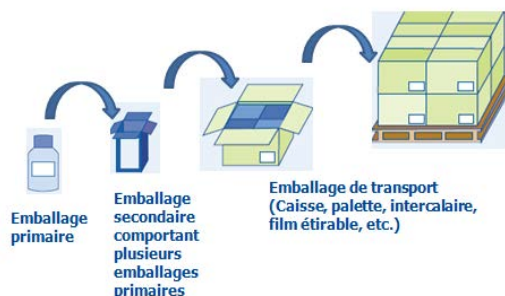 Emballage
primaire
Emballage
secondaire
comportant
plusieurs
emballages
primaires
Emballage de transport
(Caisse, palette, intercalaire,
film étirable, etc.)